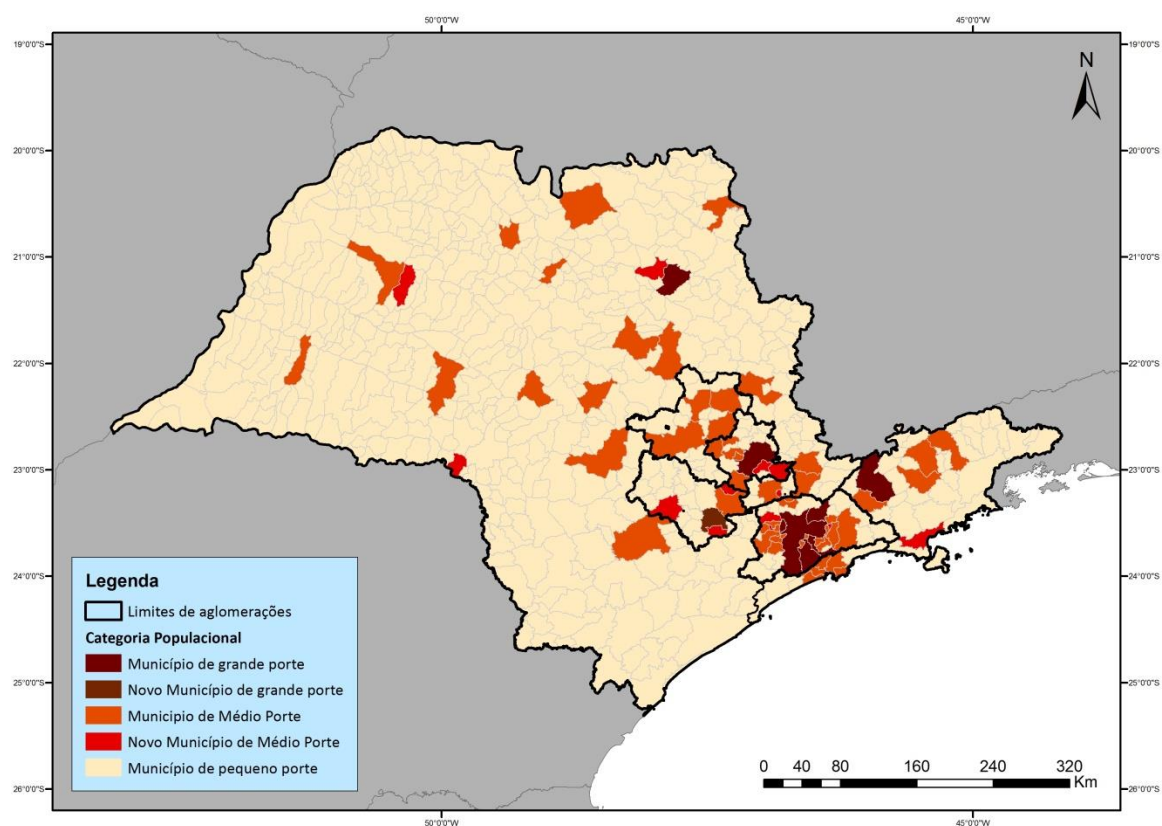 50°0'0"W 45°0'0"W
19°0'0"S 19°0'0"S
N
20°0'0"S 20°0'0"S
21°0'0"S 21°0'0"S
22°0'0"S 22°0'0"S
23°0'0"S 23°0'0"S
24°0'0"S 24°0'0"S
25°0'0"S 25°0'0"S
26°0'0"S 26°0'0"S
Legenda
Limites de aglomerações
Categoria Populacional
Município de grande porte
Novo Município de grande porte
Municipio de Médio Porte
Novo Município de Médio Porte
Município de pequeno porte
0 20 40 80 160 240 320
Km
50°0'0"W 45°0'0"W